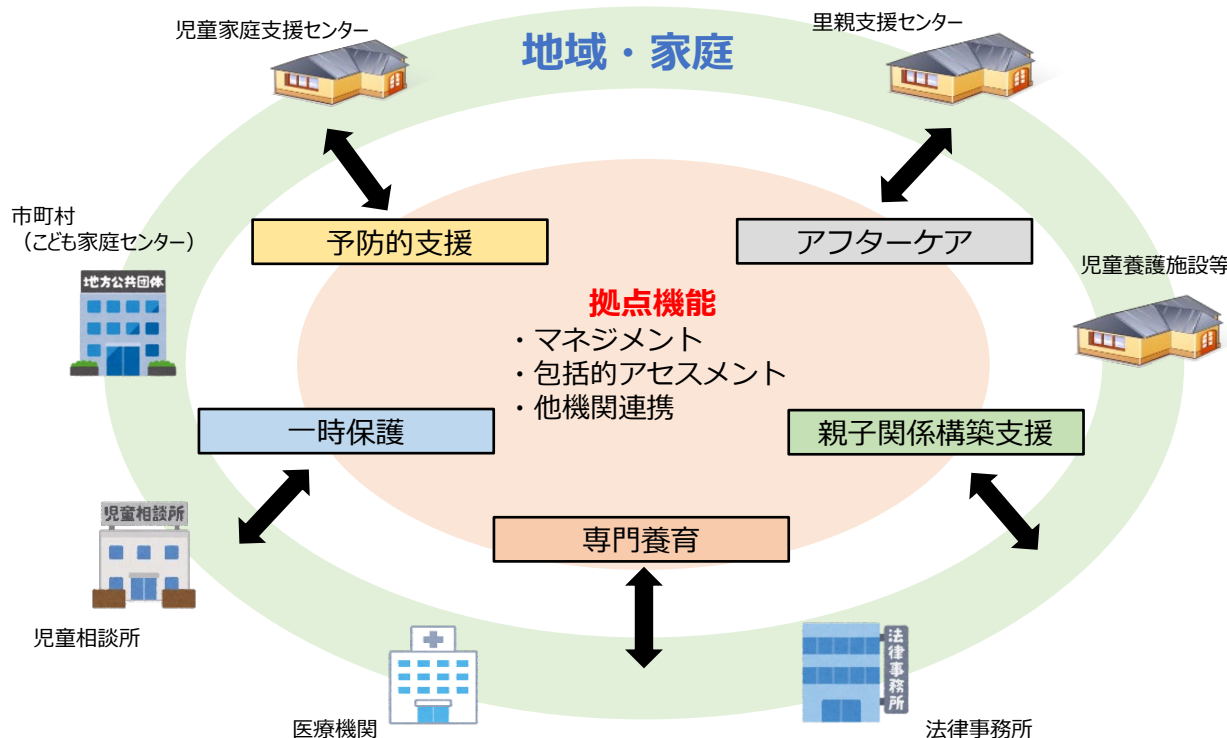 児童家庭支援センター
地域・家庭
里親支援センター
市町村
（こども家庭センター）
地方公共団体
予防的支援
アフターケア
児童養護施設等
拠点機能
・マネジメント
・包括的アセスメント
・他機関連携
一時保護
親子関係構築支援
児童相談所
専門養育
児童相談所
医療機関
法律事務所
法律事務所